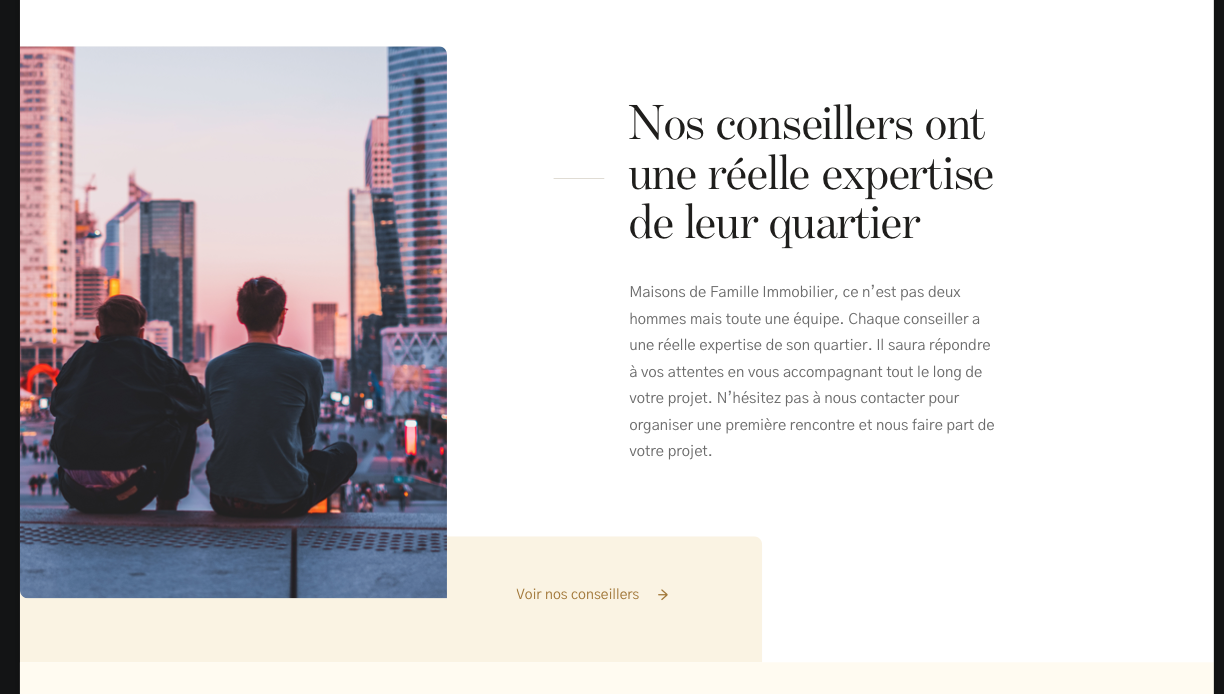 Nos conseillers ont
une réelle expertise
de leur quartier
Maisons de Famille Immobilier, ce n’est pas deux
hommes mais toute une équipe. Chaque conseiller a
une réelle expertise de son quartier. Il saura répondre
à vos attentes en vous accompagnant tout le long de
votre projet. N’hésitez pas à nous contacter pour
organiser une première rencontre et nous faire part de
votre projet.
Voir nos conseillers